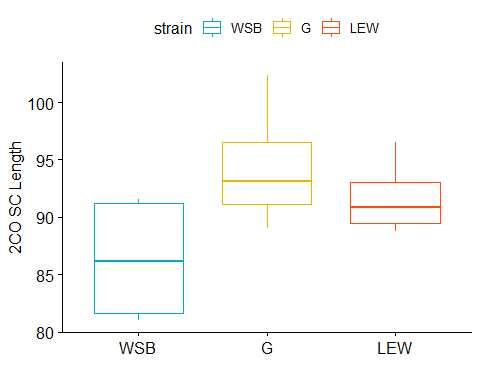 strain WSB G LEW
100
95
90
85
80
2CO SC Length
WSB G LEW